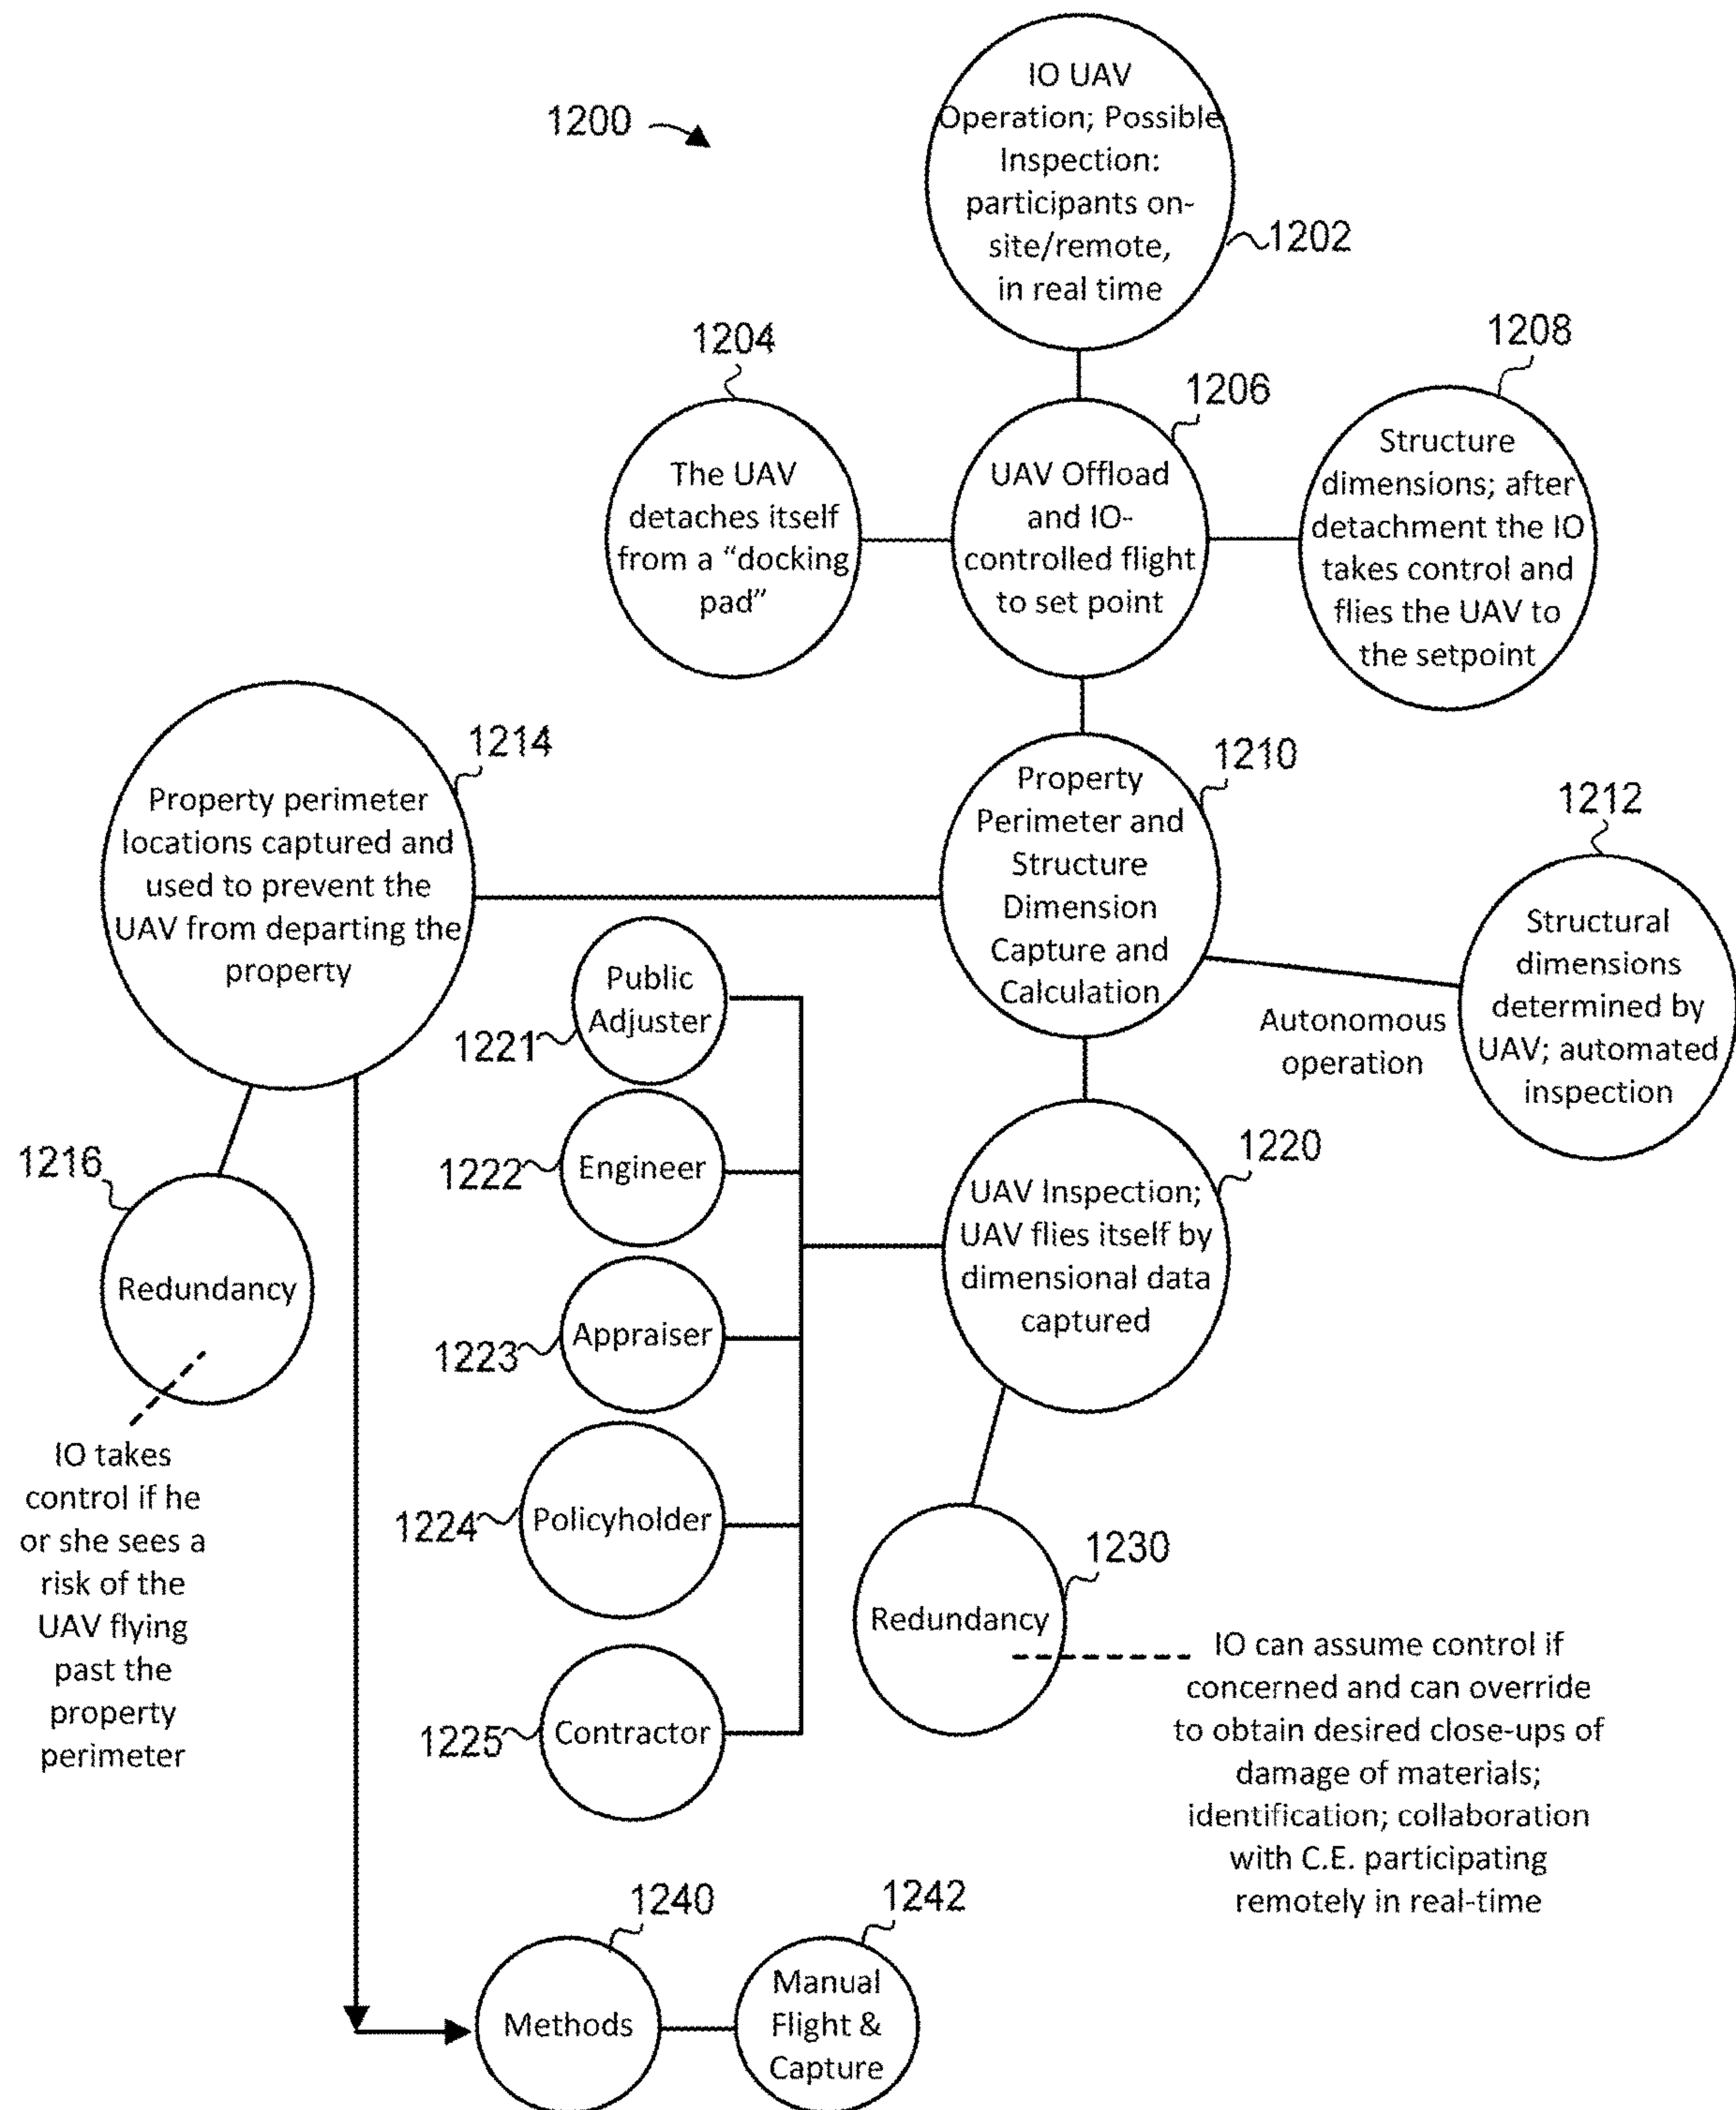 1200
IO UAV
Operation; Possible
Inspection:
participants on-
site/remote,
in real time
1202
1204
The UAV
detaches itself
from a “docking
pad”
1206
UAV Offload
and IO-
controlled flight
to set point
1208
Structure
dimensions; after
detachment the IO
takes control and
flies the UAV to
the setpoint
1214
Property perimeter
locations captured and
used to prevent the
UAV from departing the
property
1210
Property
Perimeter and
Structure
Dimension
Capture and
Calculation
1212
Structural
dimensions
determined by
UAV; automated
inspection
Autonomous
operation
1216
Redundancy
IO takes
control if he
or she sees a
risk of the
UAV flying
past the
property
perimeter
Public
Adjuster
1221
1222
Engineer
1223
Appraiser
1224
Policyholder
1225
Contractor
1220
UAV Inspection;
UAV flies itself by
dimensional data
captured
1230
Redundancy
IO can assume control if
concerned and can override
to obtain desired close-ups of
damage of materials;
identification; collaboration
with C.E. participating
remotely in real-time
1240
Methods
1242
Manual
Flight &
Capture